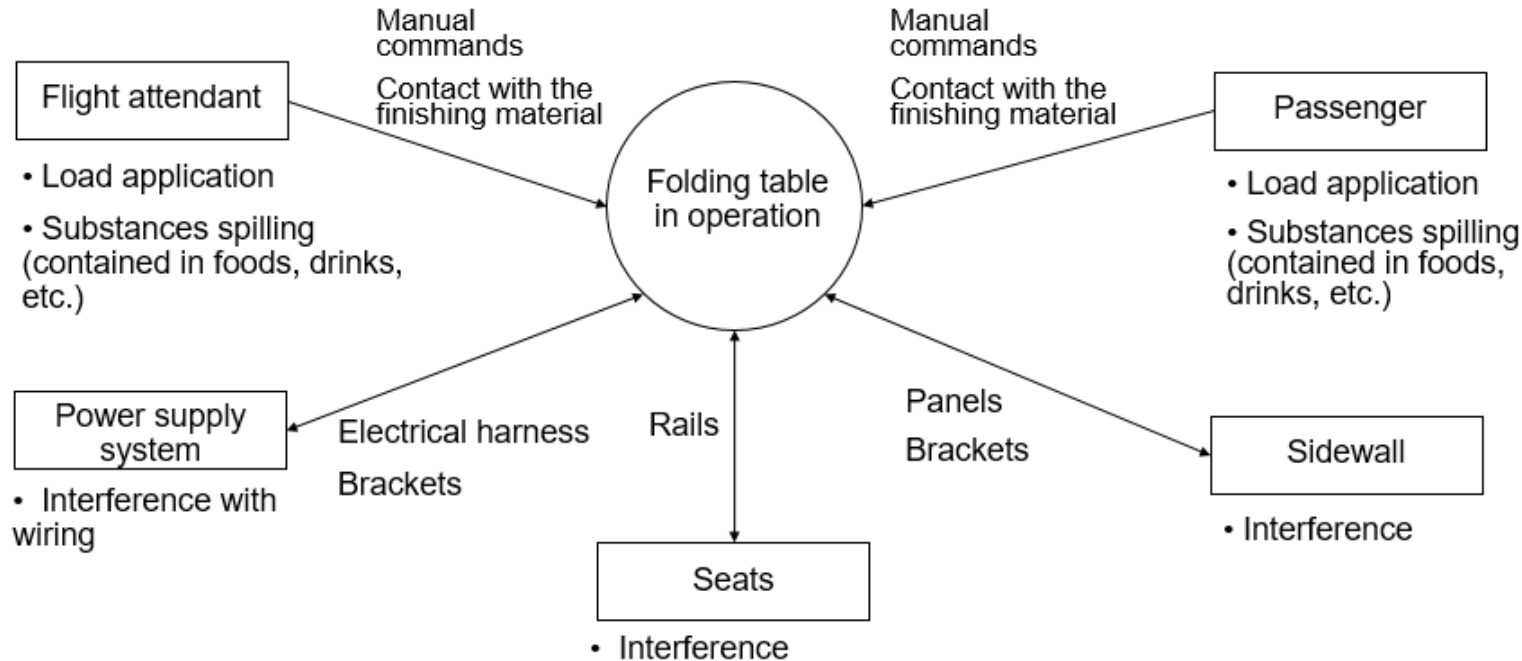 Manual
commands
Contact with the
finishing material
Manual
commands
Contact with the
finishing material
Flight attendant
Passenger
Folding table
in operation
• Load application
• Substances spilling
(contained in foods, drinks,
etc.)
• Load application
• Substances spilling
(contained in foods,
drinks, etc.)
Power supply
system
• Interference with
wiring
Electrical harness
Brackets
Rails
Panels
Brackets
Sidewall
• Interference
Seats
• Interference